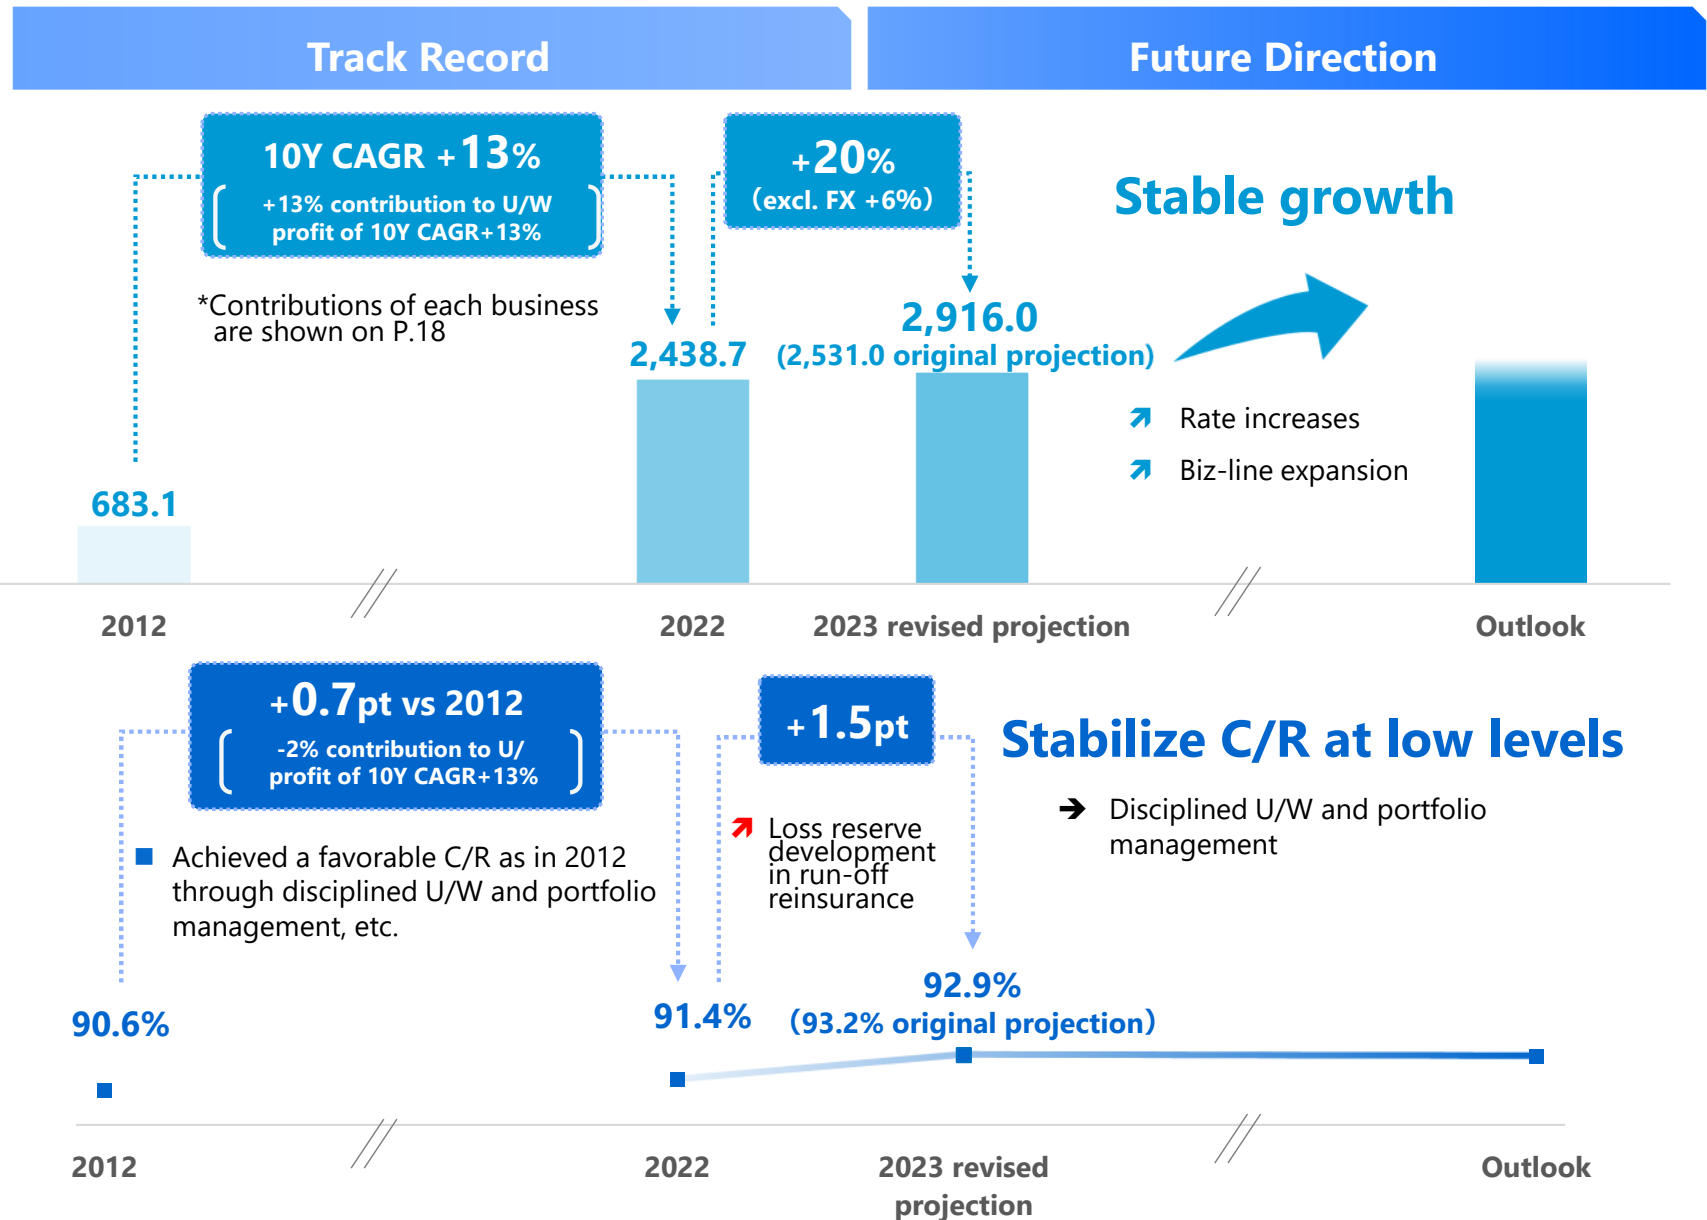 Track Record
Future Direction
10Y CAGR +13%
+13% contribution to U/W
profit of 10Y CAGR+13%
+20%
(excl. FX +6%)
Stable growth
*Contributions of each business
are shown on P.18
683.1
2,438.7
2,916.0
(2,531.0 original projection)
Rate increases
Biz-line expansion
2012
2022
2023 revised projection
Outlook
+0.7pt vs 2012
-2% contribution to U/
profit of 10Y CAGR+13%
+1.5pt
Stabilize C/R at low levels
Disciplined U/W and portfolio
management
Achieved a favorable C/R as in 2012
through disciplined U/W and portfolio
management, etc.
Loss reserve
development
in run-off
reinsurance
90.6%
91.4%
92.9%
(93.2% original projection)
2012
2022
2023 revised
projection
Outlook